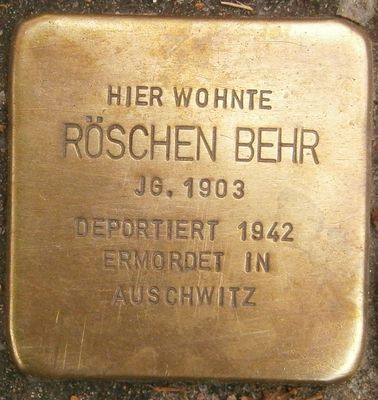 HIER WOHNTE
RÖSCHEN BEHR
JG. 1903
DEPORTIERT 1942
ERMORDET IN
AUSCHWITZ